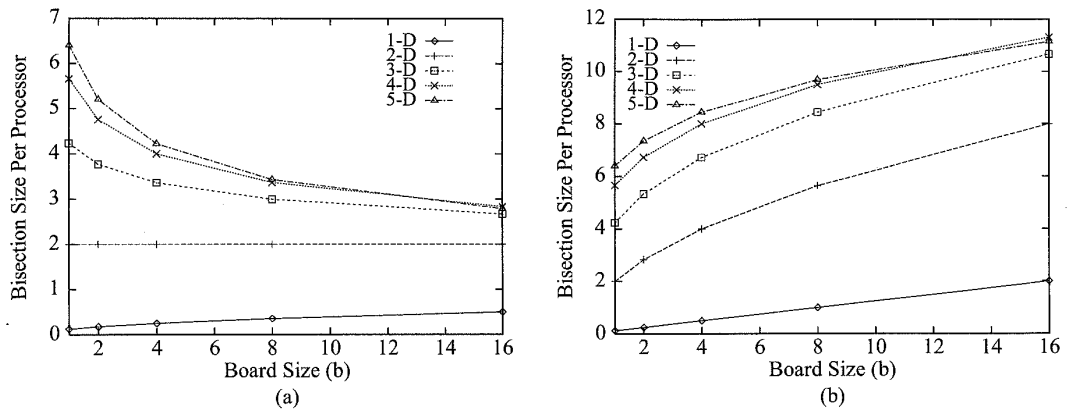 7
6
5
4
3
2
1
0
Bisection Size Per Processor
1-D
2-D
3-D
4-D
5-D
2 4 6 8 10 12 14 16
Board Size (b)
(a)
12
10
8
6
4
2
0
Bisection Size Per Processor
1-D
2-D
3-D
4-D
5-D
2 4 6 8 10 12 14 16
Board Size (b)
(b)